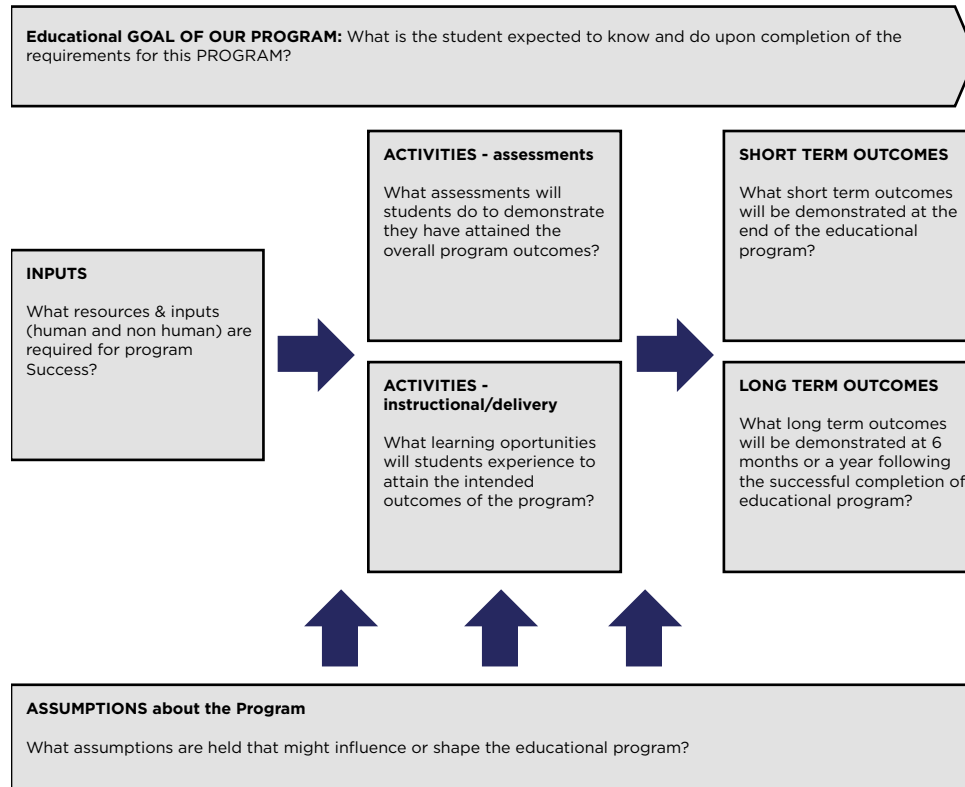 Educational GOAL OF OUR PROGRAM: What is the student expected to know and do upon completion of the
requirements for this PROGRAM?
INPUTS
What resources & inputs
(human and non human) are
required for program
Success?
ACTIVITIES - assessments
What assessments will
students do to demonstrate
they have attained the
overall program outcomes?
ACTIVITIES -
instructional/delivery
What learning oportunities
will students experience to
attain the intended
outcomes of the program?
SHORT TERM OUTCOMES
What short term outcomes
will be demonstrated at the
end of the educational
program?
LONG TERM OUTCOMES
What long term outcomes
will be demonstrated at 6
months or a year following
the successful completion of
educational program?
ASSUMPTIONS about the Program
What assumptions are held that might influence or shape the educational program?